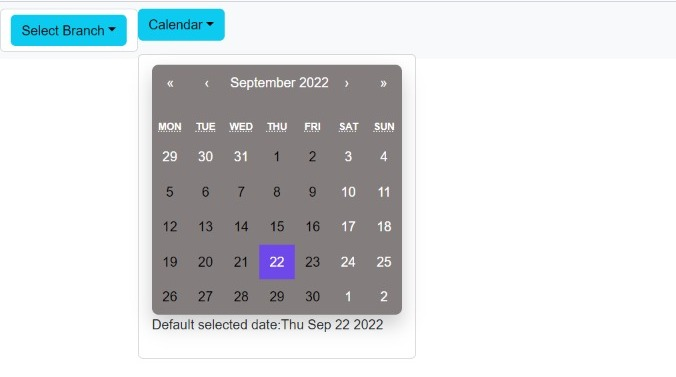 Select Branch Calendar
« ‹ September 2022 › »
MON TUE WED THU FRI SAT SUN
29 30 31 1 2 3 4
5 6 7 8 9 10 11
12 13 14 15 16 17 18
19 20 21 22 23 24 25
26 27 28 29 30 1 2
Default selected date:Thu Sep 22 2022